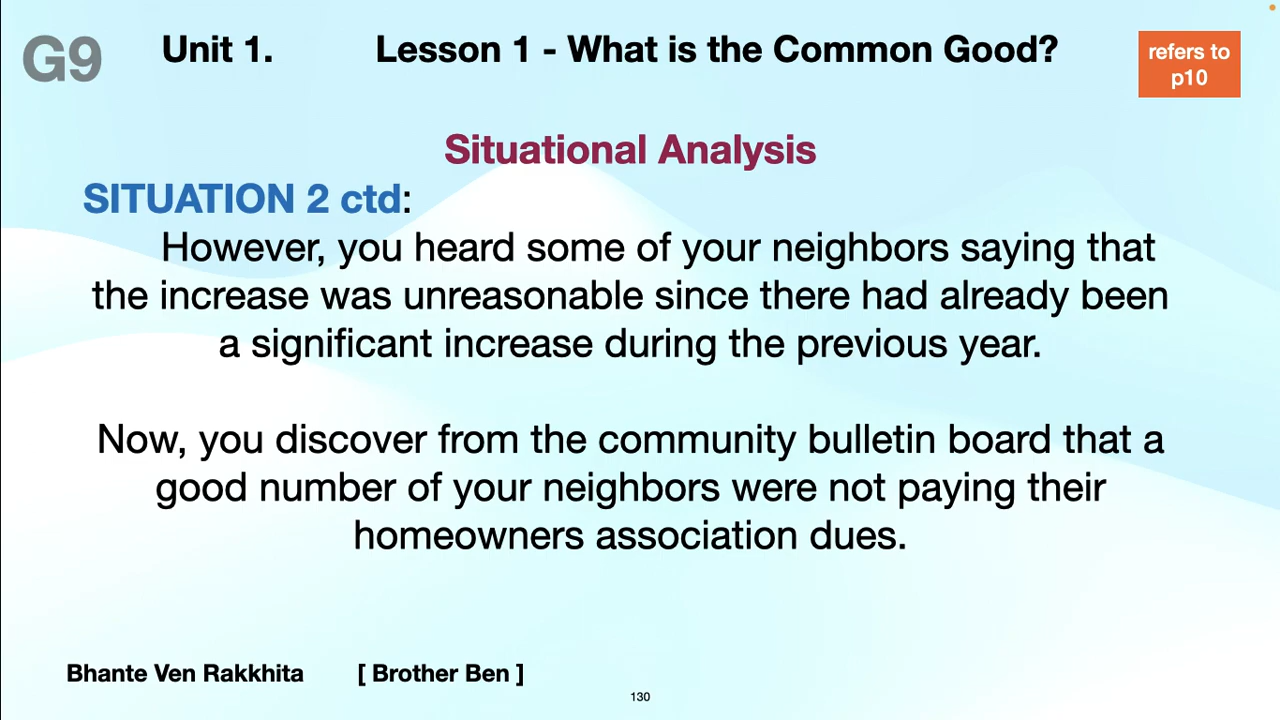 G9 Unit 1. Lesson 1 - What is the Common Good?
refers to
p10
Situational Analysis
SITUATION 2 ctd:
However, you heard some of your neighbors saying that
the increase was unreasonable since there had already been
a significant increase during the previous year.
Now, you discover from the community bulletin board that a
good number of your neighbors were not paying their
homeowners association dues.
Bhante Ven Rakkhita [ Brother Ben ]
130